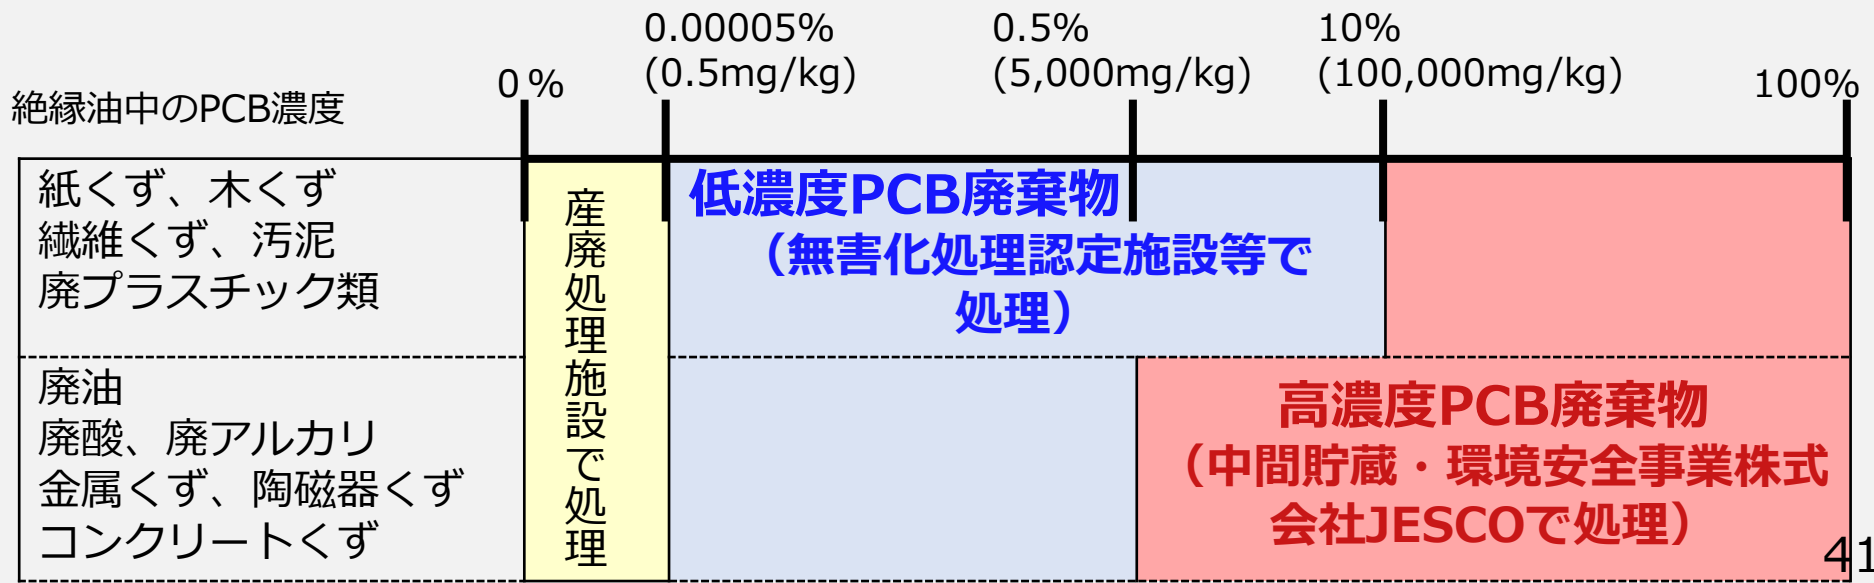 0.00005%
(0.5mg/kg)
0.5%
(5,000mg/kg)
10%
(100,000mg/kg)
絶縁油中のPCB濃度
0%
100%
紙くず、木くず
繊維くず、汚泥
廃プラスチック類
産廃処理施設で処理
低濃度PCB廃棄物
（無害化処理認定施設等で
処理）
廃油
廃酸、廃アルカリ
金属くず、陶磁器くず
コンクリートくず
高濃度PCB廃棄物
（中間貯蔵・環境安全事業株式
会社JESCOで処理）
41